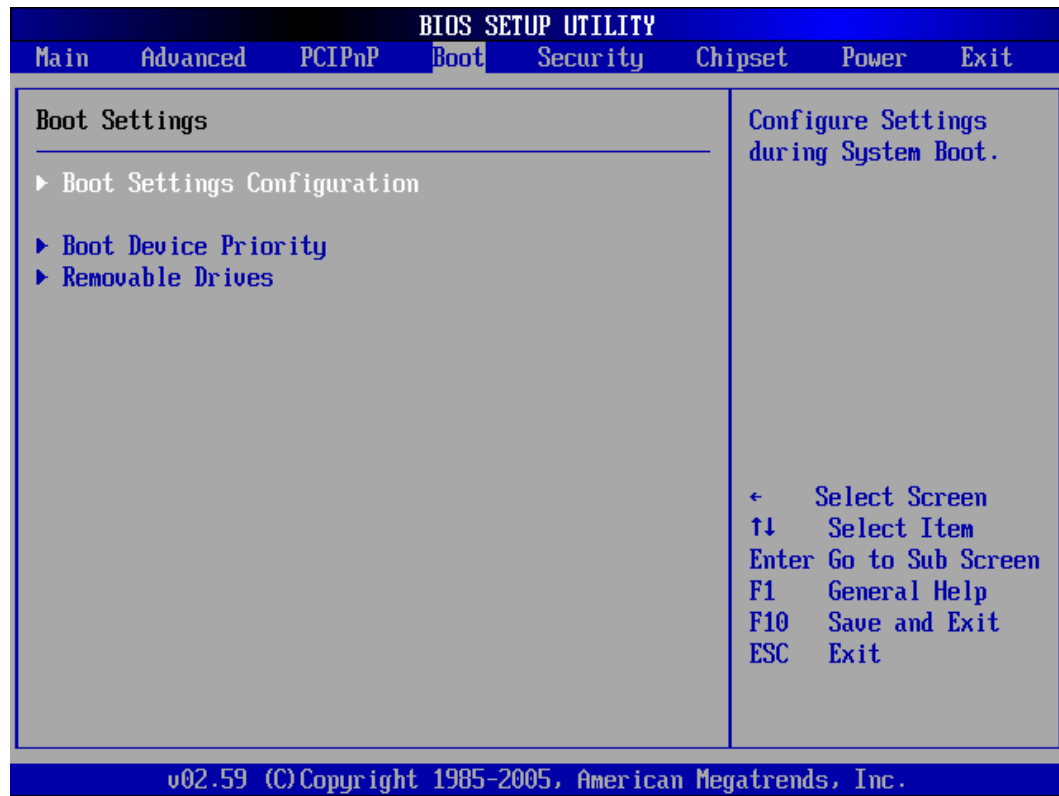 BIOS SETUP UTILITY
Main Advanced PCIPnP Boot Security Chipset Power Exit
Boot Settings
▶ Boot Settings Configuration
▶ Boot Device Priority
▶ Removable Drives
Configure Settings
during System Boot.
← Select Screen
↑↓ Select Item
Enter Go to Sub Screen
F1 General Help
F10 Save and Exit
ESC Exit
v02.59 (C)Copyright 1985-2005, American Megatrends, Inc.